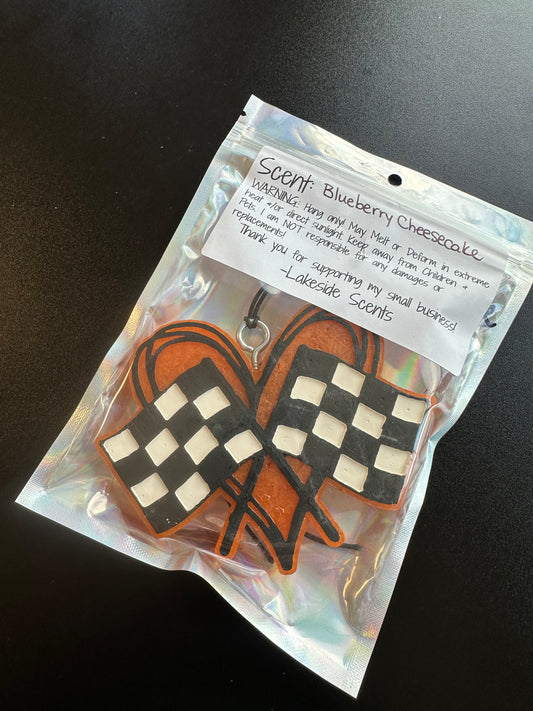 Scent: Blueberry Cheesecake
WARNING: Hang only! May Melt or Deform in extreme
heat &/or direct sunlight. Keep away from Children &
Pets. I am NOT responsible for any damages or
replacements!
Thank you for supporting my small business!
-Lakeside Scents